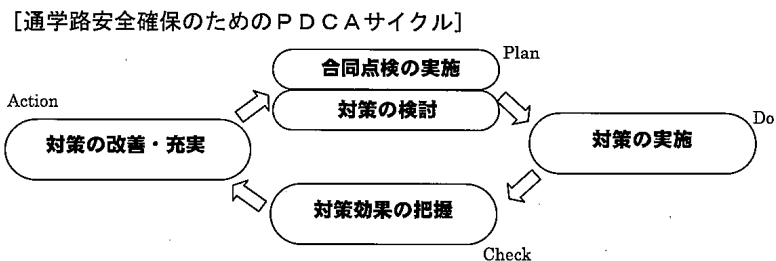 ［通学路安全確保のためのＰＤＣＡサイクル］
Plan
合同点検の実施
対策の検討
Action
対策の改善・充実
Do
対策の実施
対策効果の把握
Check